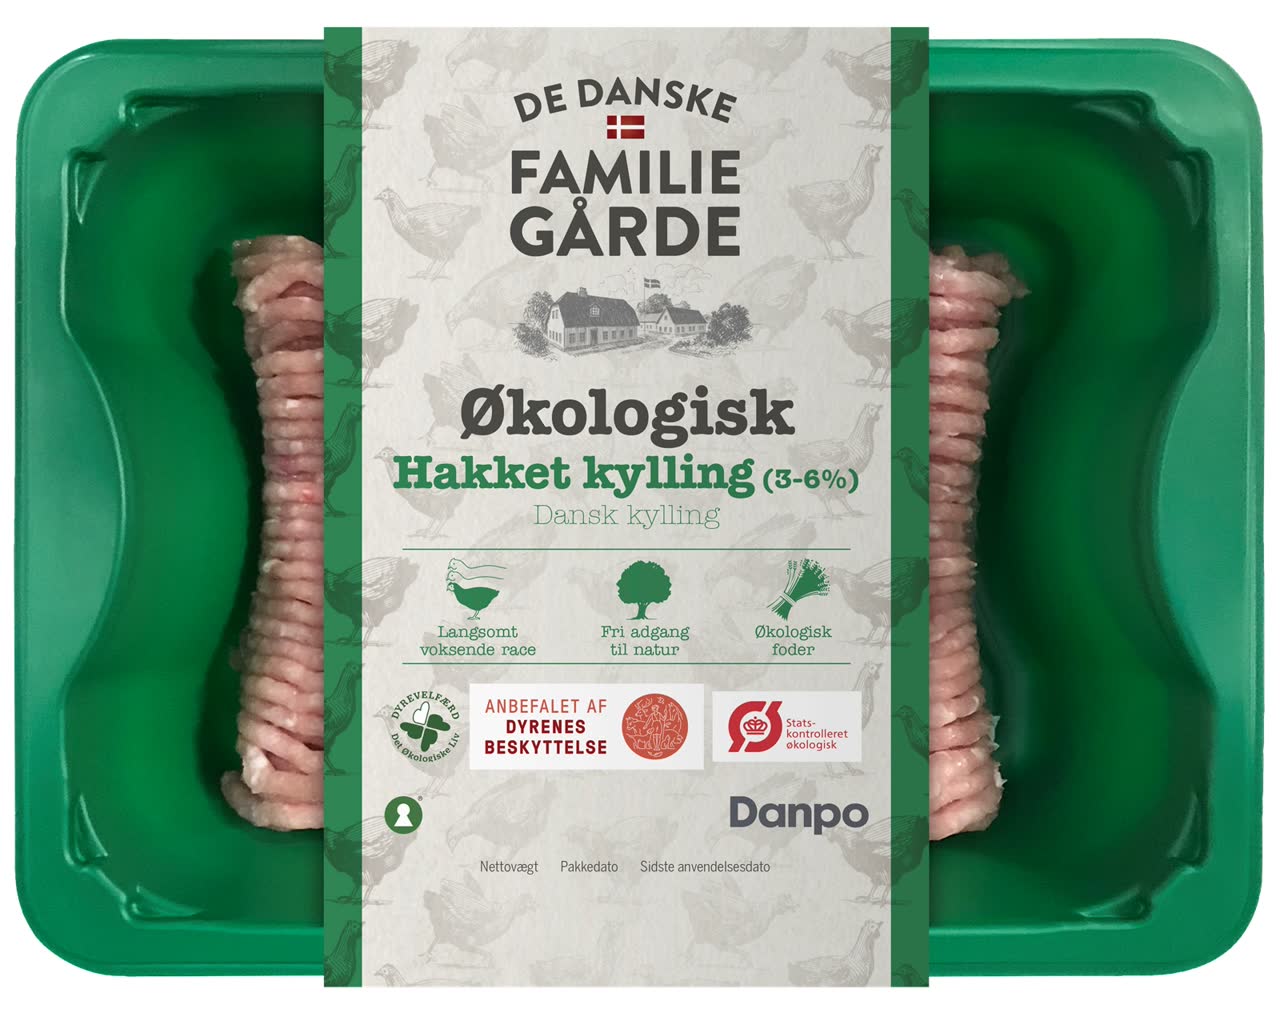 DE DANSKE
FAMILIE
GÅRDE
Økologisk
Hakket kylling (3-6%)
Dansk kylling
Langsomt
voksende race
Fri adgang
til natur
Økologisk
foder
DYREVELFÆRD
Det Økologiske Liv
ANBEFALET AF
DYRENES
BESKYTTELSE
Stats-
kontrolleret
økologisk
Ø
®
Danpo
Nettovægt Pakkedato Sidste anvendelsesdato